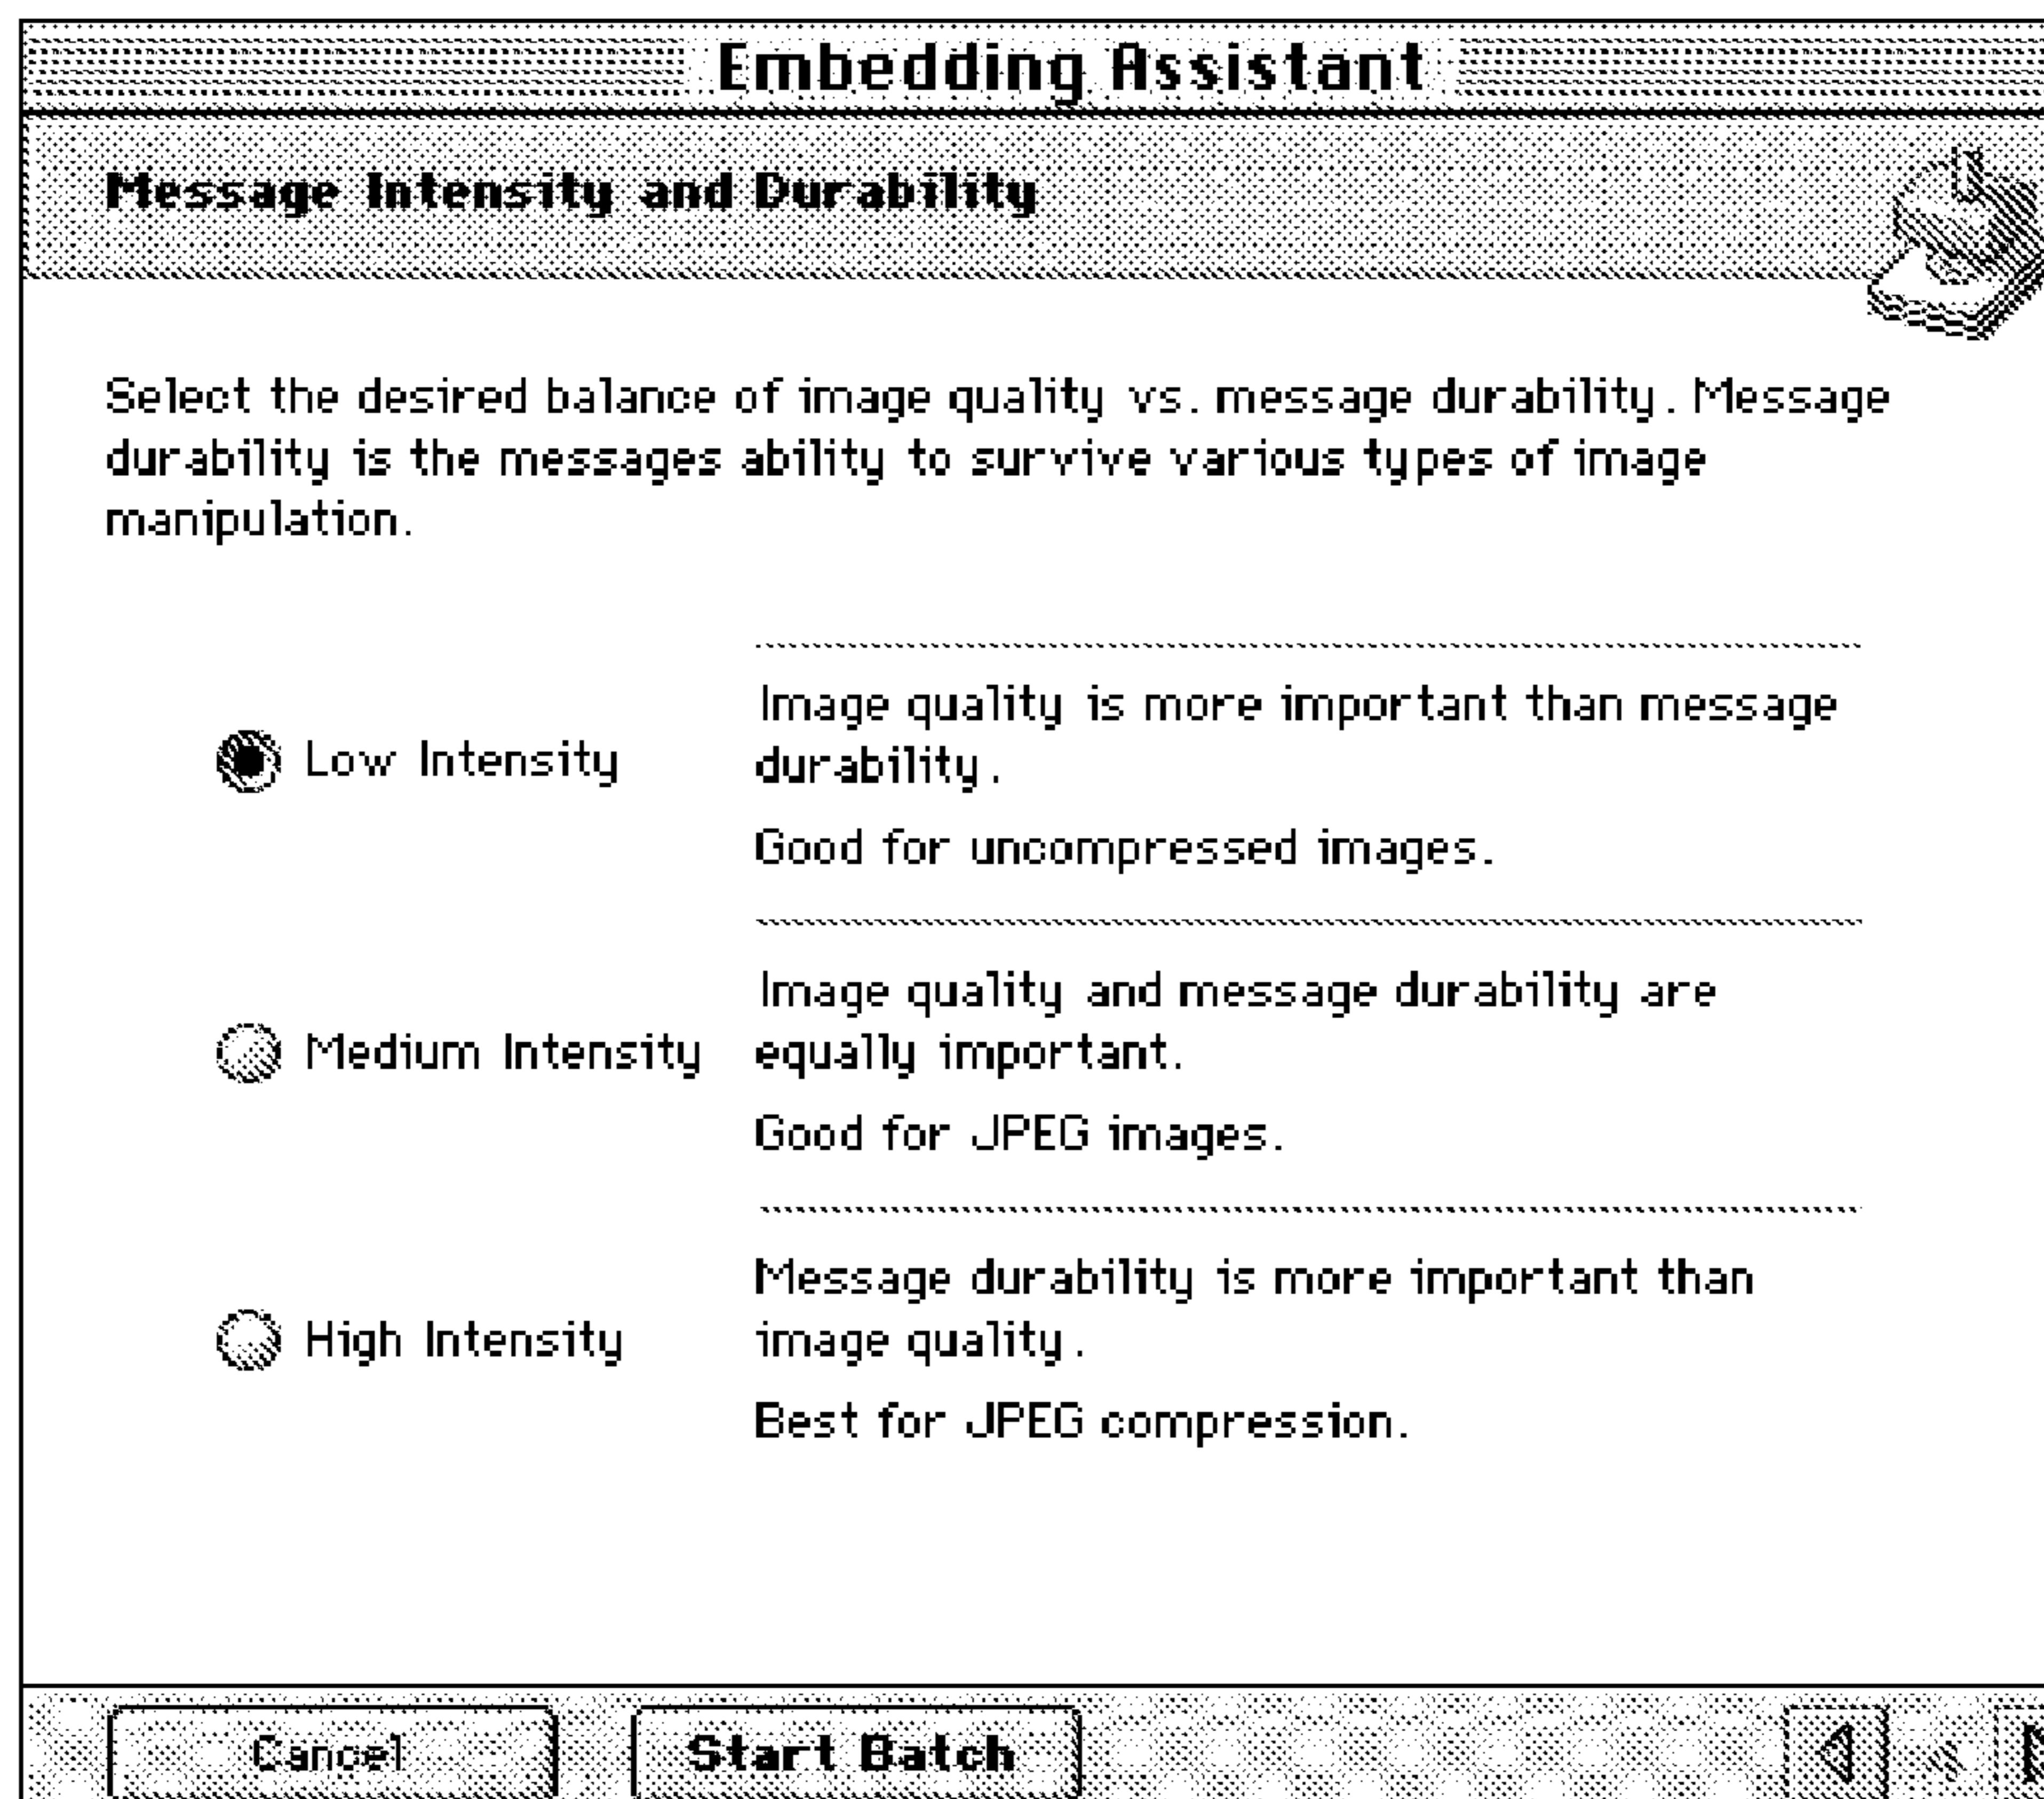 Embedding Assistant
Message Intensity and Durability
Select the desired balance of image quality vs. message durability. Message
durability is the messages ability to survive various types of image
manipulation.
Low Intensity
Image quality is more important than message
durability.
Good for uncompressed images.
Medium Intensity
Image quality and message durability are
equally important.
Good for JPEG images.
High Intensity
Message durability is more important than
image quality.
Best for JPEG compression.
Cancel
Start Batch